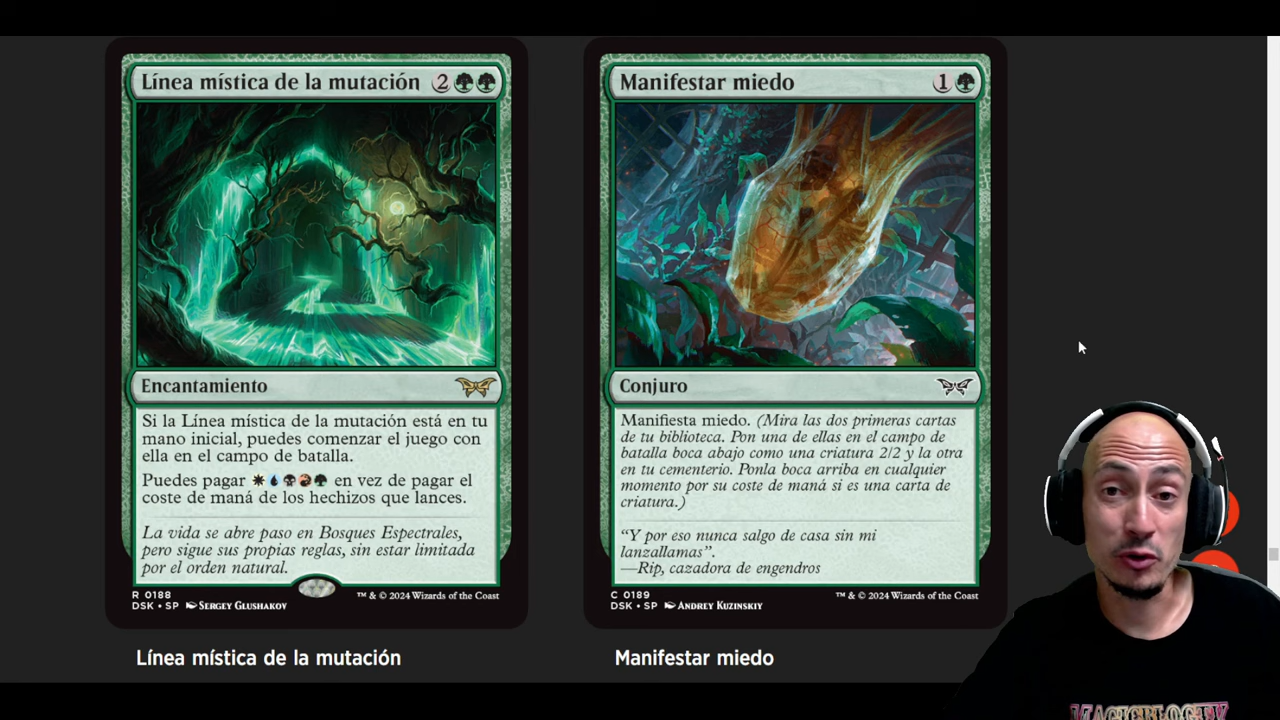 Línea mística de la mutación 2
Encantamiento
Si la Línea mística de la mutación está en tu
mano inicial, puedes comenzar el juego con
ella en el campo de batalla.
Puedes pagar en vez de pagar el
coste de maná de los hechizos que lances.
La vida se abre paso en Bosques Espectrales,
pero sigue sus propias reglas, sin estar limitada
por el orden natural.
R 0188
DSK • SP SERGEY GLUSHAKOV
™ & © 2024 Wizards of the Coast
Línea mística de la mutación
Manifestar miedo 1
Conjuro
Manifiesta miedo. (Mira las dos primeras cartas
de tu biblioteca. Pon una de ellas en el campo de
batalla boca abajo como una criatura 2/2 y la otra
en tu cementerio. Ponla boca arriba en cualquier
momento por su coste de maná si es una carta de
criatura.)
“Y por eso nunca salgo de casa sin mi
lanzallamas”.
—Rip, cazadora de engendros
C 0189
DSK • SP ANDREY KUZINSKIY
™ & © 2024 Wizards of the Coast
Manifestar miedo
MAGICBLOGTV